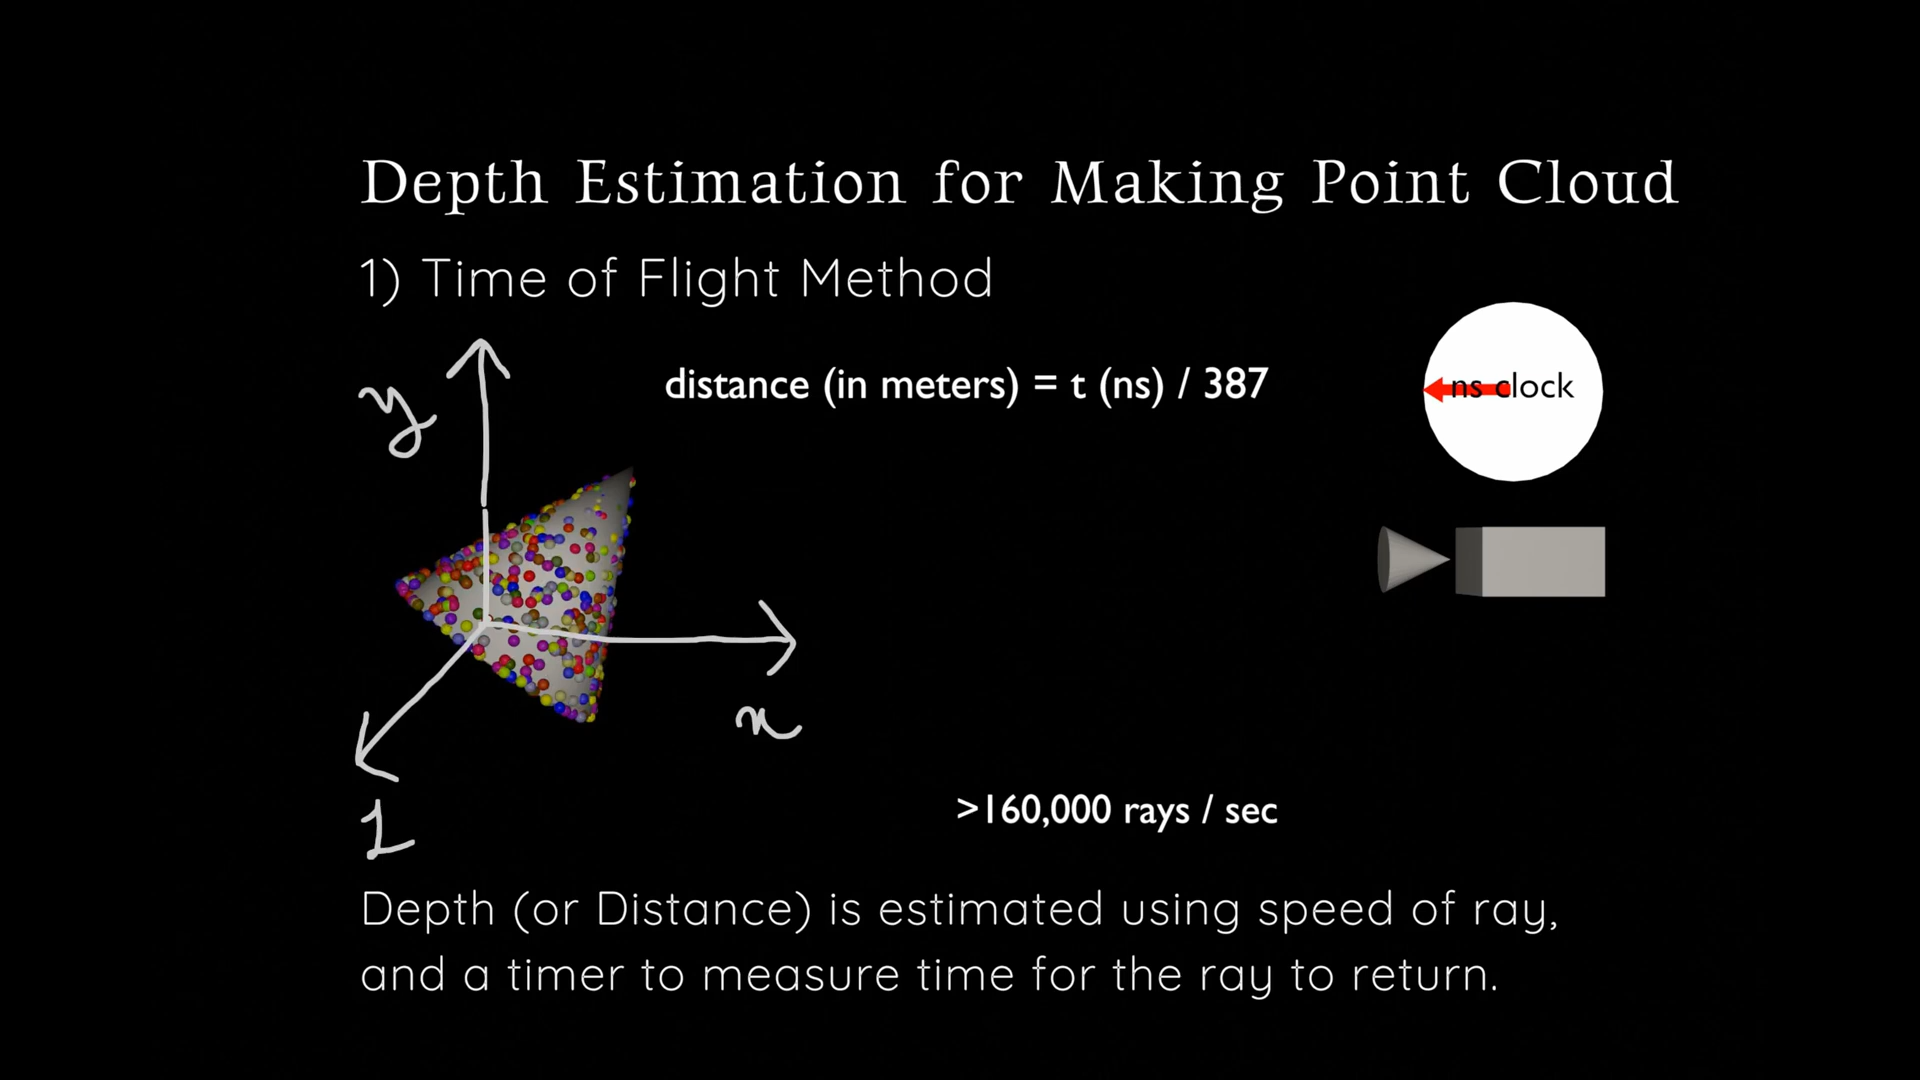 Depth Estimation for Making Point Cloud
1) Time of Flight Method
distance (in meters) = t (ns) / 387
ns clock
y
x
1
>160,000 rays / sec
Depth (or Distance) is estimated using speed of ray,
and a timer to measure time for the ray to return.